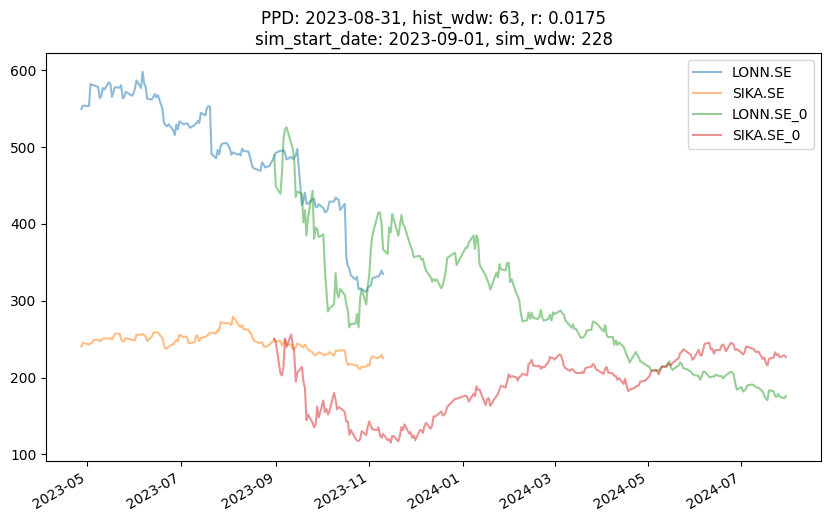 PPD: 2023-08-31, hist_wdw: 63, r: 0.0175
sim_start_date: 2023-09-01, sim_wdw: 228
600
500
400
300
200
100
LONN.SE
SIKA.SE
LONN.SE_0
SIKA.SE_0
2023-05
2023-07
2023-09
2023-11
2024-01
2024-03
2024-05
2024-07